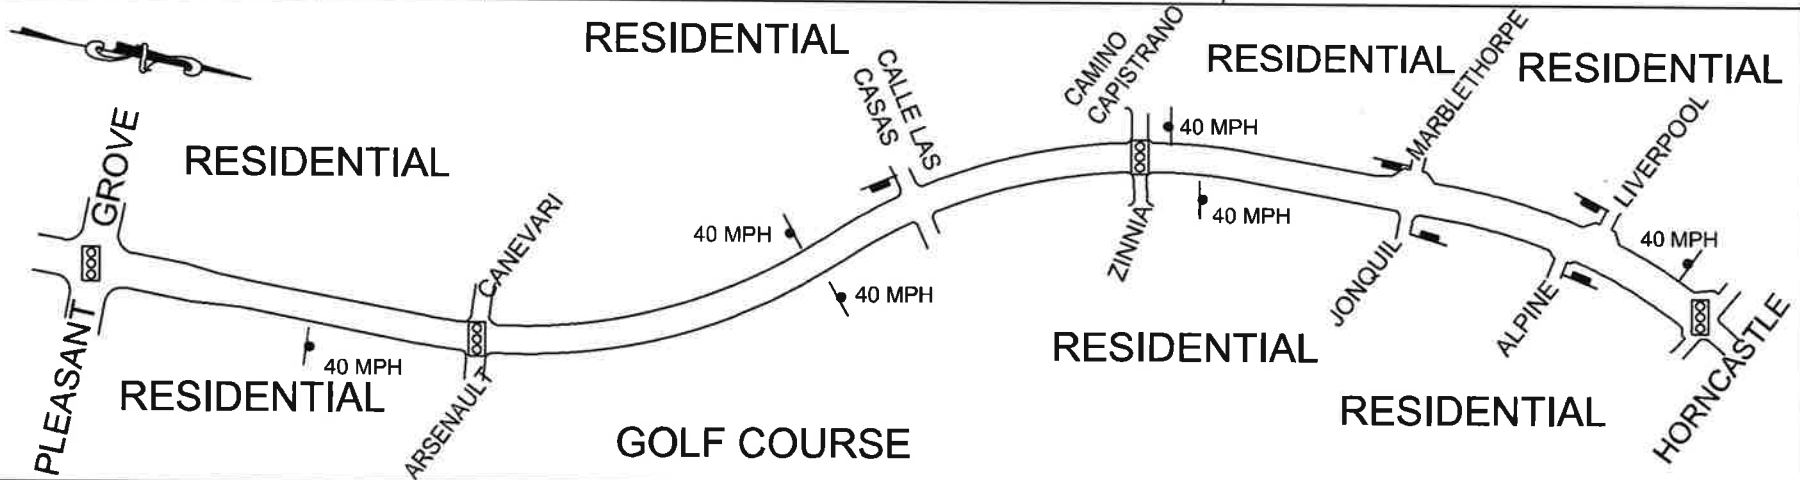 RESIDENTIAL
RESIDENTIAL
RESIDENTIAL
RESIDENTIAL
PLEASANT GROVE
RESIDENTIAL
40 MPH
CANEVARI
ARSENAULT
40 MPH
40 MPH
GOLF COURSE
CALLE LAS
CASAS
CAMINO
CAPISTRANO
40 MPH
40 MPH
ZINNIA
RESIDENTIAL
MARBLETHORPE
JONQUIL
LIVERPOOL
ALPINE
40 MPH
RESIDENTIAL
HORNCASTLE